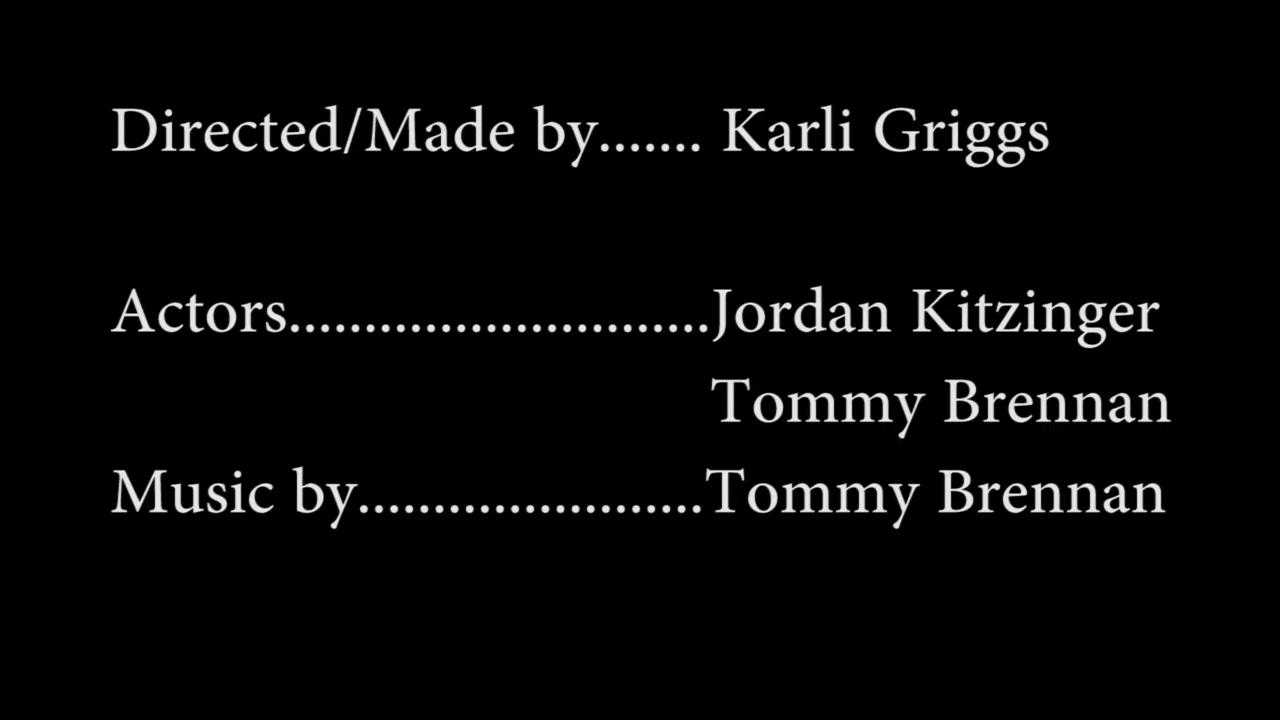 Directed/Made by....... Karli Griggs
Actors............................Jordan Kitzinger
Tommy Brennan
Music by.......................Tommy Brennan